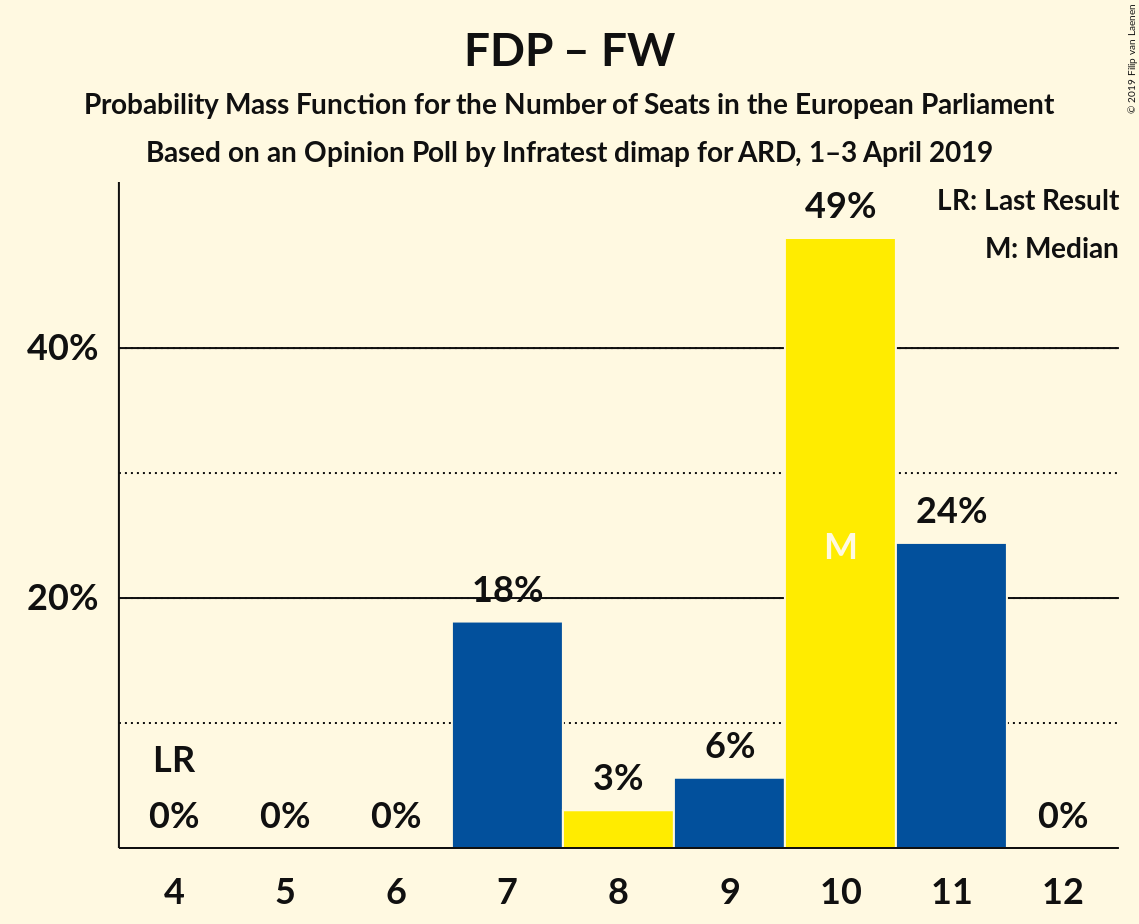 FDP – FW
Probability Mass Function for the Number of Seats in the European Parliament
Based on an Opinion Poll by Infratest dimap for ARD, 1–3 April 2019
© 2019 Filip van Laenen
LR: Last Result
M: Median
49%
40%
24%
M
18%
20%
6%
3%
LR
0%
0%
0%
0%
4
5
6
7
8
9
10
11
12